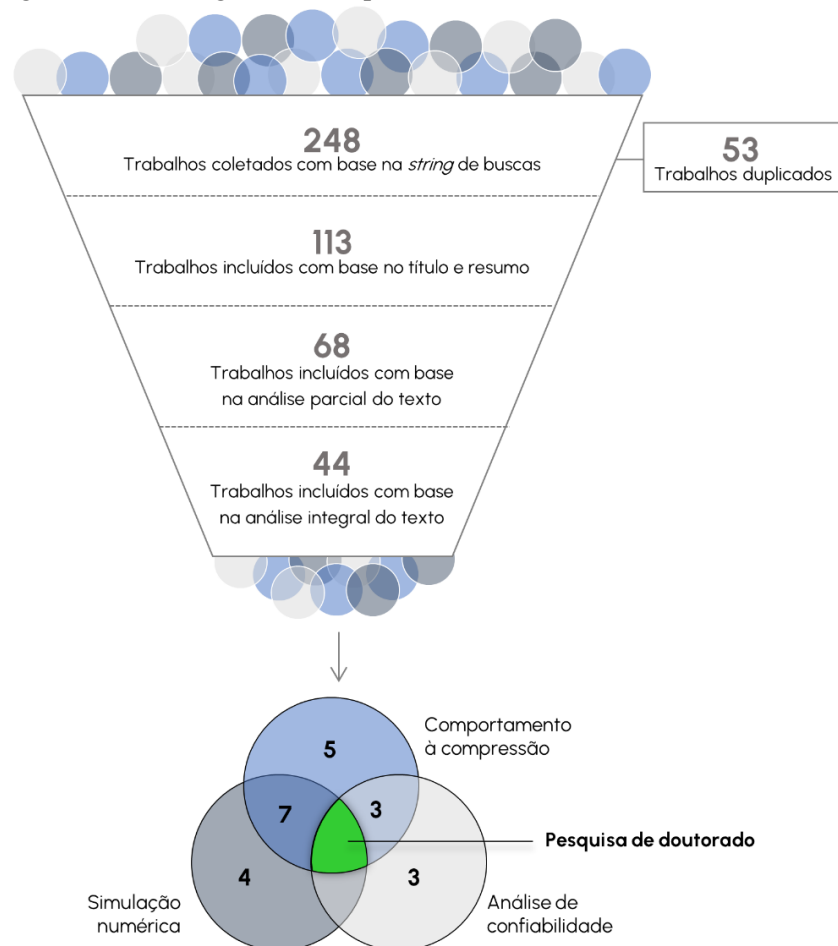 248
Trabalhos coletados com base na string de buscas
53
Trabalhos duplicados
113
Trabalhos incluídos com base no título e resumo
68
Trabalhos incluídos com base
na análise parcial do texto
44
Trabalhos incluídos com base
na análise integral do texto
Comportamento
à compressão
5
7
3
Pesquisa de doutorado
4
3
Simulação
numérica
Análise de
confiabilidade